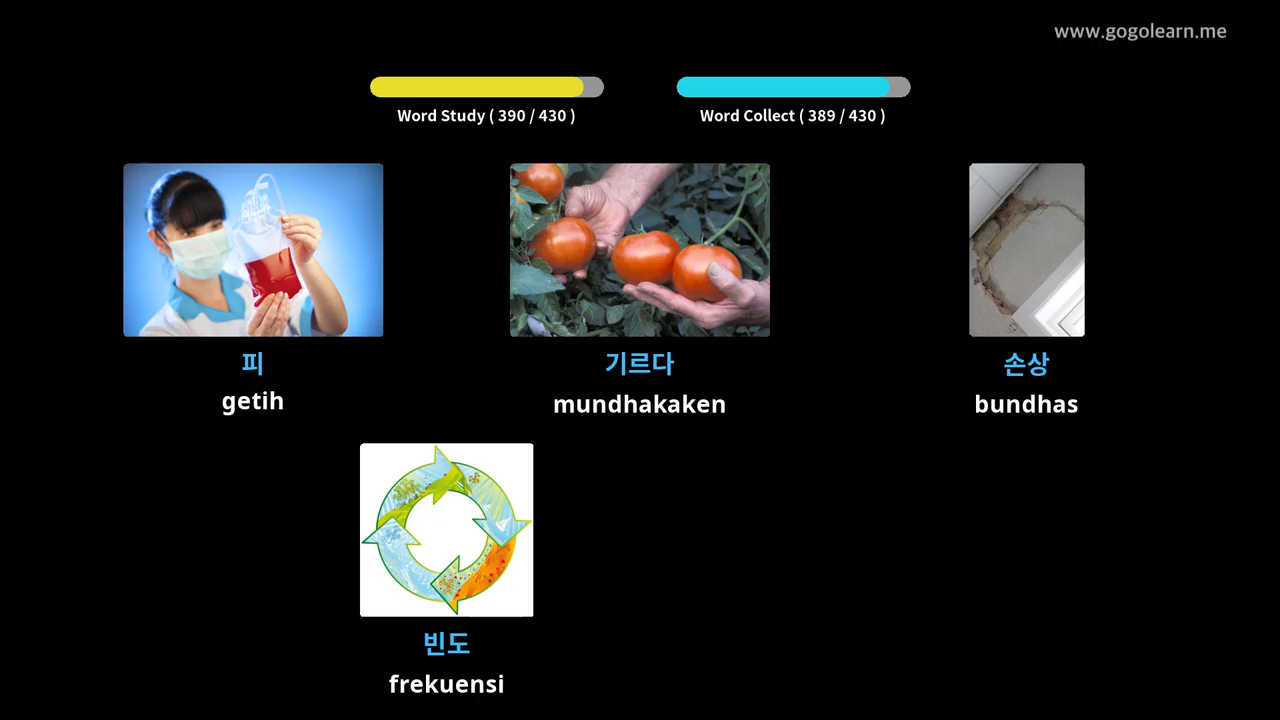 www.gogolearn.me
Word Study ( 390 / 430 )
Word Collect ( 389 / 430 )
피
getih
기르다
mundhakaken
손상
bundhas
빈도
frekuensi